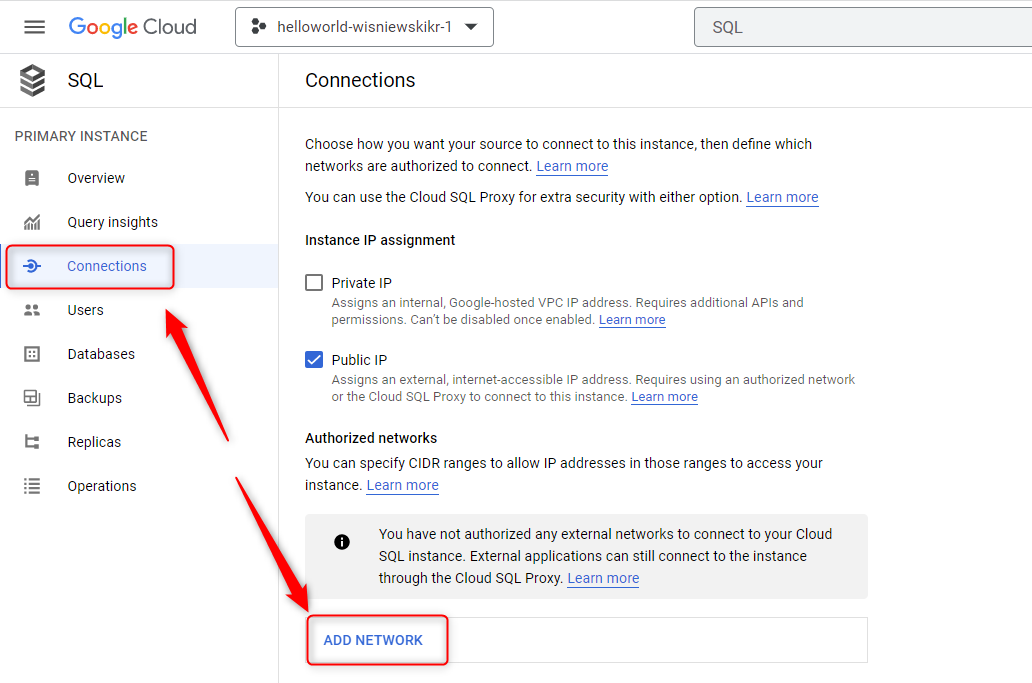 Google Cloud
helloworld-wisniewskikr-1
SQL
SQL
Connections
PRIMARY INSTANCE
Overview
Query insights
Connections
Users
Databases
Backups
Replicas
Operations
Choose how you want your source to connect to this instance, then define which
networks are authorized to connect. Learn more
You can use the Cloud SQL Proxy for extra security with either option. Learn more
Instance IP assignment
Private IP
Assigns an internal, Google-hosted VPC IP address. Requires additional APIs and
permissions. Can't be disabled once enabled. Learn more
Public IP
Assigns an external, internet-accessible IP address. Requires using an authorized network
or the Cloud SQL Proxy to connect to this instance. Learn more
Authorized networks
You can specify CIDR ranges to allow IP addresses in those ranges to access your
instance. Learn more
You have not authorized any external networks to connect to your Cloud
SQL instance. External applications can still connect to the instance
through the Cloud SQL Proxy. Learn more
ADD NETWORK